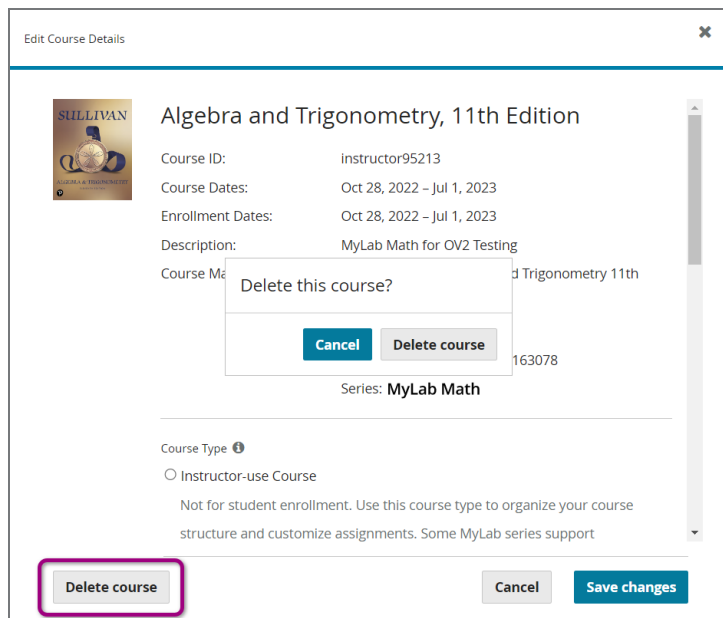 Edit Course Details
SULLIVAN
ALGEBRA & TRIGONOMETRY
Algebra and Trigonometry, 11th Edition
Course ID: instructor95213
Course Dates: Oct 28, 2022 – Jul 1, 2023
Enrollment Dates: Oct 28, 2022 – Jul 1, 2023
Description: MyLab Math for OV2 Testing
Course Ma d Trigonometry 11th
Delete this course?
Cancel Delete course
163078
Series: MyLab Math
Course Type
Instructor-use Course
Not for student enrollment. Use this course type to organize your course
structure and customize assignments. Some MyLab series support
Delete course Cancel Save changes